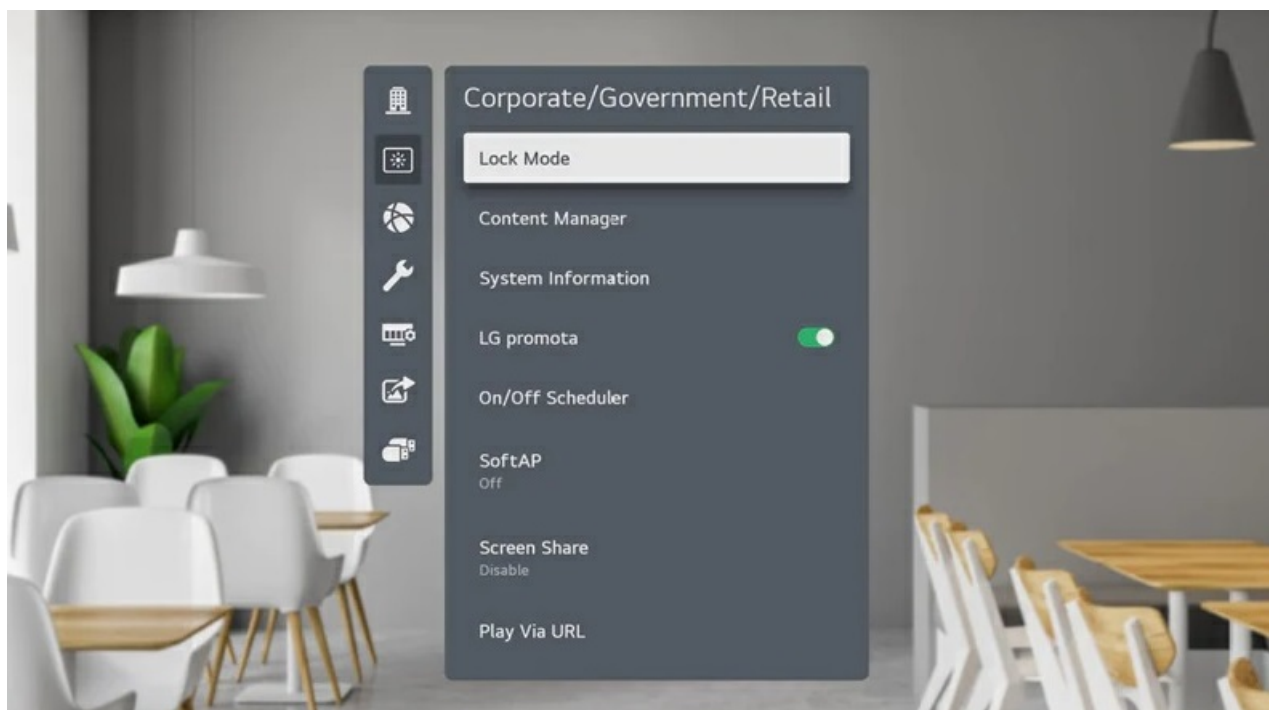 Corporate/Government/Retail
Lock Mode
Content Manager
System Information
LG promota
On/Off Scheduler
SoftAP
Off
Screen Share
Disable
Play Via URL